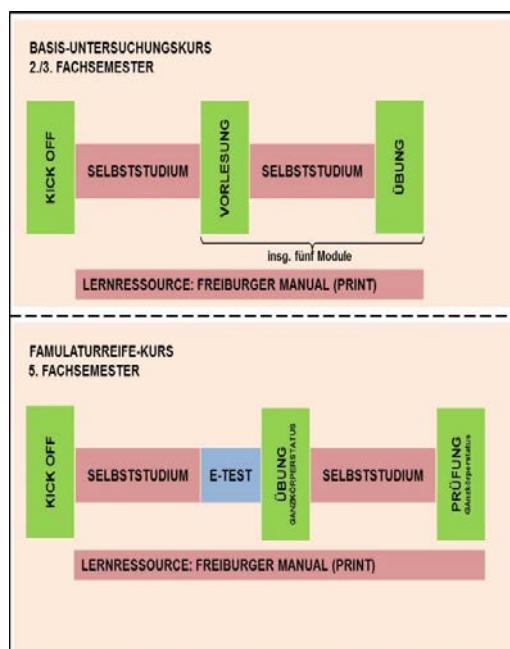 BASIS-UNTERSUCHUNGSKURS
2./3. FACHSEMESTER
KICK OFF
SELBSTSTUDIUM
VORLESUNG
SELBSTSTUDIUM
ÜBUNG
insg. fünf Module
LERNRESSOURCE: FREIBURGER MANUAL (PRINT)
FAMULATURREIFE-KURS
5. FACHSEMESTER
KICK OFF
SELBSTSTUDIUM
E-TEST
ÜBUNG
GANZKÖRPERSTATUS
SELBSTSTUDIUM
PRÜFUNG
GAnzkörperstatus
LERNRESSOURCE: FREIBURGER MANUAL (PRINT)